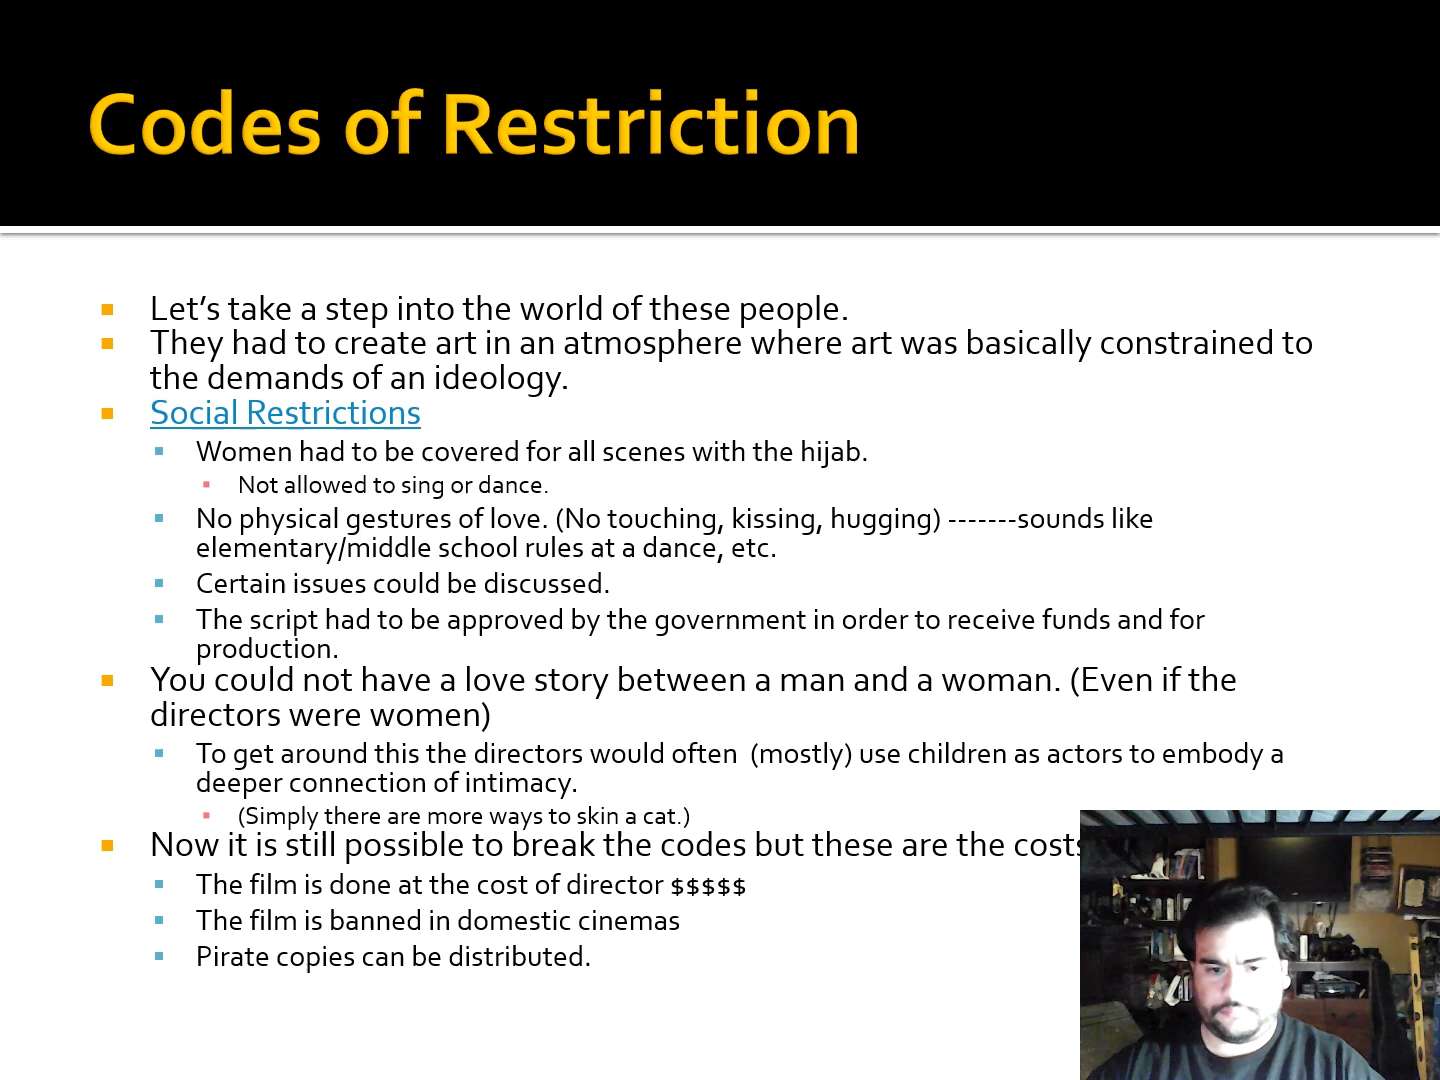 Codes of Restriction
Let’s take a step into the world of these people.
They had to create art in an atmosphere where art was basically constrained to
the demands of an ideology.
Social Restrictions
Women had to be covered for all scenes with the hijab.
Not allowed to sing or dance.
No physical gestures of love. (No touching, kissing, hugging) -------sounds like
elementary/middle school rules at a dance, etc.
Certain issues could be discussed.
The script had to be approved by the government in order to receive funds and for
production.
You could not have a love story between a man and a woman. (Even if the
directors were women)
To get around this the directors would often  (mostly) use children as actors to embody a
deeper connection of intimacy.
(Simply there are more ways to skin a cat.)
Now it is still possible to break the codes but these are the costs
The film is done at the cost of director $$$$$
The film is banned in domestic cinemas
Pirate copies can be distributed.